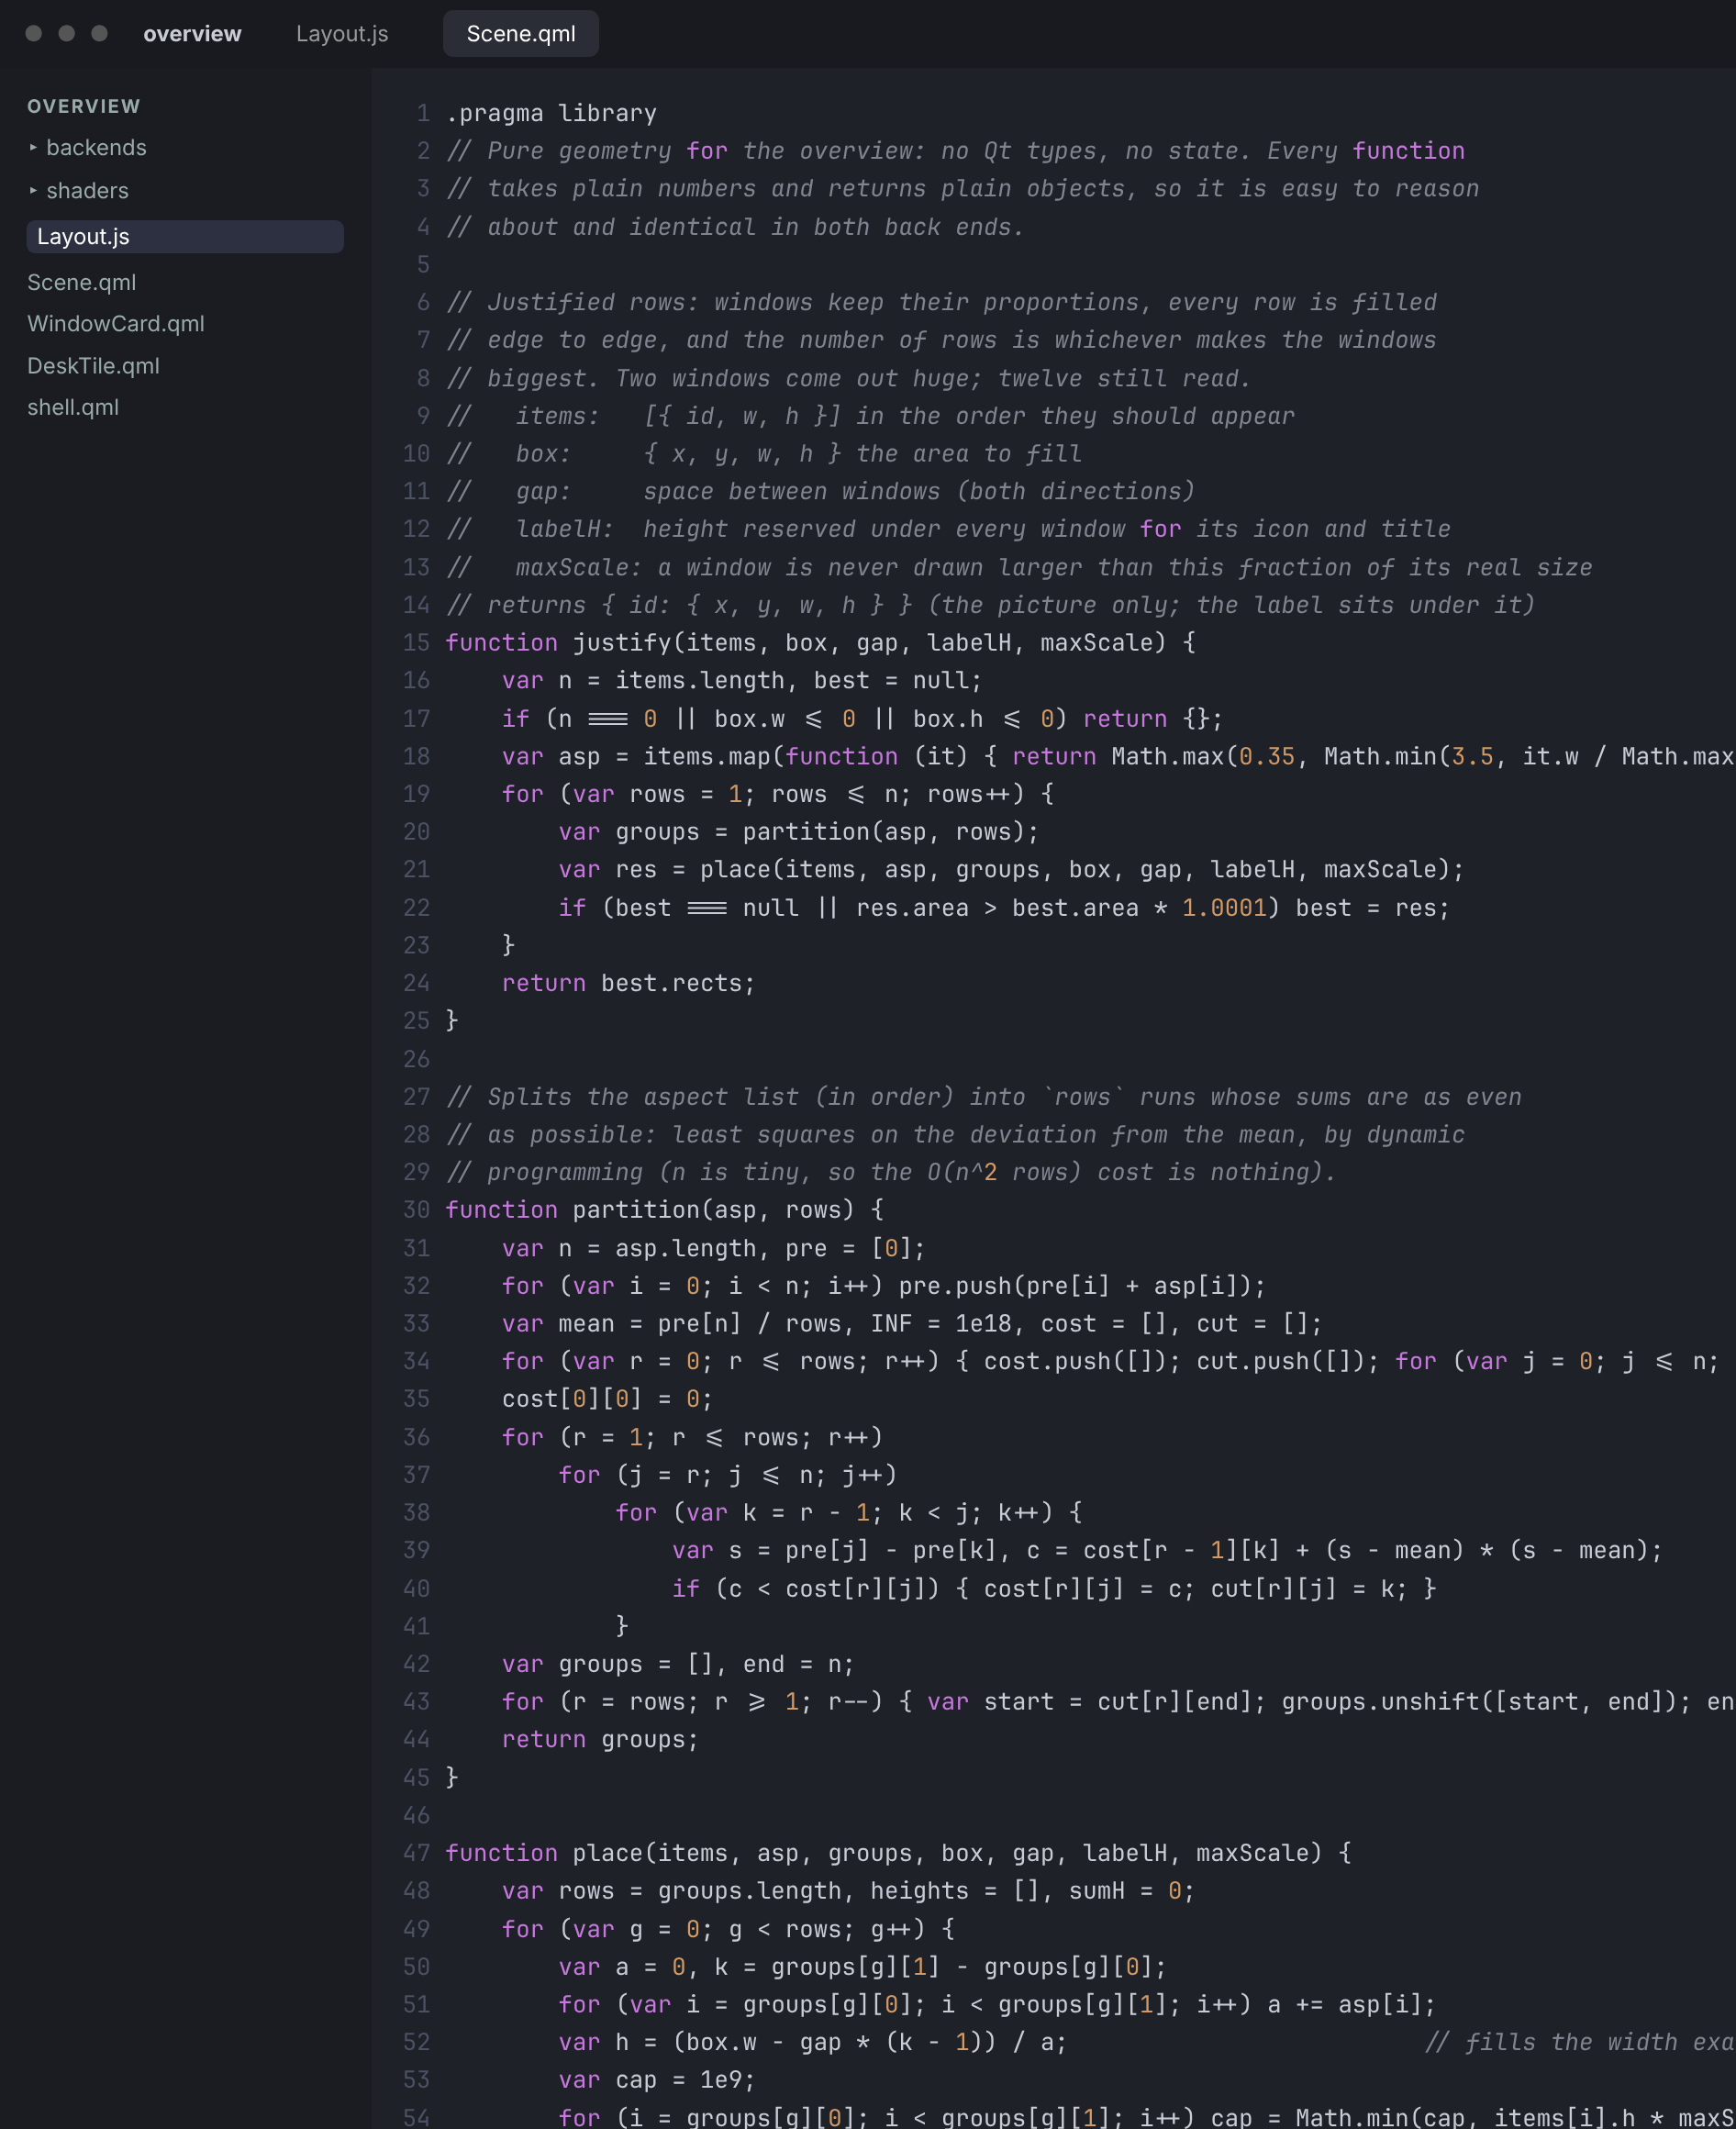 overview Layout.js Scene.qml
OVERVIEW
▸ backends
▸ shaders
Layout.js
Scene.qml
WindowCard.qml
DeskTile.qml
shell.qml
1 .pragma library
2 // Pure geometry for the overview: no Qt types, no state. Every function
3 // takes plain numbers and returns plain objects, so it is easy to reason
4 // about and identical in both back ends.
5
6 // Justified rows: windows keep their proportions, every row is filled
7 // edge to edge, and the number of rows is whichever makes the windows
8 // biggest. Two windows come out huge; twelve still read.
9 //   items:   [{ id, w, h }] in the order they should appear
10 //   box:     { x, y, w, h } the area to fill
11 //   gap:     space between windows (both directions)
12 //   labelH:  height reserved under every window for its icon and title
13 //   maxScale: a window is never drawn larger than this fraction of its real size
14 // returns { id: { x, y, w, h } } (the picture only; the label sits under it)
15 function justify(items, box, gap, labelH, maxScale) {
16     var n = items.length, best = null;
17     if (n === 0 || box.w <= 0 || box.h <= 0) return {};
18     var asp = items.map(function (it) { return Math.max(0.35, Math.min(3.5, it.w / Math.max
19     for (var rows = 1; rows <= n; rows++) {
20         var groups = partition(asp, rows);
21         var res = place(items, asp, groups, box, gap, labelH, maxScale);
22         if (best === null || res.area > best.area * 1.0001) best = res;
23     }
24     return best.rects;
25 }
26
27 // Splits the aspect list (in order) into `rows` runs whose sums are as even
28 // as possible: least squares on the deviation from the mean, by dynamic
29 // programming (n is tiny, so the O(n^2 rows) cost is nothing).
30 function partition(asp, rows) {
31     var n = asp.length, pre = [0];
32     for (var i = 0; i < n; i++) pre.push(pre[i] + asp[i]);
33     var mean = pre[n] / rows, INF = 1e18, cost = [], cut = [];
34     for (var r = 0; r <= rows; r++) { cost.push([]); cut.push([]); for (var j = 0; j <= n;
35     cost[0][0] = 0;
36     for (r = 1; r <= rows; r++)
37         for (j = r; j <= n; j++)
38             for (var k = r - 1; k < j; k++) {
39                 var s = pre[j] - pre[k], c = cost[r - 1][k] + (s - mean) * (s - mean);
40                 if (c < cost[r][j]) { cost[r][j] = c; cut[r][j] = k; }
41             }
42     var groups = [], end = n;
43     for (r = rows; r >= 1; r--) { var start = cut[r][end]; groups.unshift([start, end]); en
44     return groups;
45 }
46
47 function place(items, asp, groups, box, gap, labelH, maxScale) {
48     var rows = groups.length, heights = [], sumH = 0;
49     for (var g = 0; g < rows; g++) {
50         var a = 0, k = groups[g][1] - groups[g][0];
51         for (var i = groups[g][0]; i < groups[g][1]; i++) a += asp[i];
52         var h = (box.w - gap * (k - 1)) / a;                         // fills the width exa
53         var cap = 1e9;
54         for (i = groups[g][0]; i < groups[g][1]; i++) cap = Math.min(cap, items[i].h * maxS